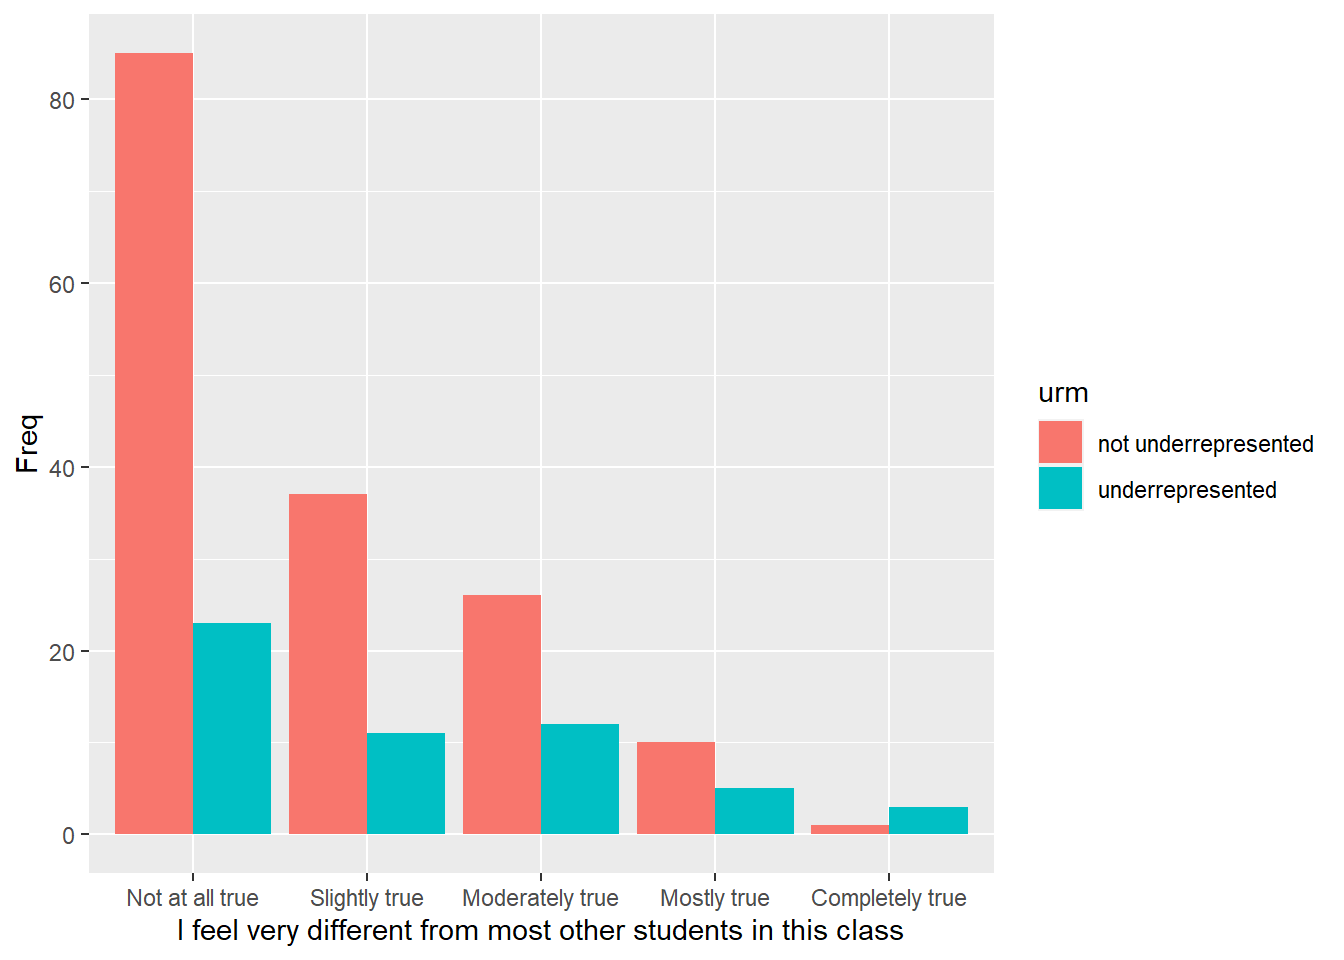 80
60
40
20
0
Freq
Not at all true
Slightly true
Moderately true
Mostly true
Completely true
I feel very different from most other students in this class
urm
not underrepresented
underrepresented